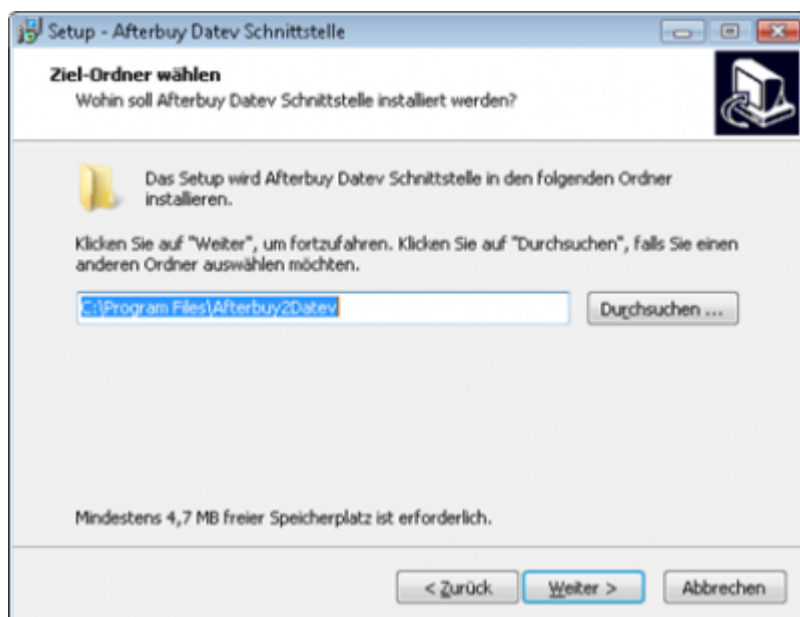 Setup - Afterbuy Datev Schnittstelle
Ziel-Ordner wählen
Wohin soll Afterbuy Datev Schnittstelle installiert werden?
Das Setup wird Afterbuy Datev Schnittstelle in den folgenden Ordner
installieren.
Klicken Sie auf "Weiter", um fortzufahren. Klicken Sie auf "Durchsuchen", falls Sie einen
anderen Ordner auswählen möchten.
C:\Program Files\Afterbuy2Datev
Durchsuchen ...
Mindestens 4,7 MB freier Speicherplatz ist erforderlich.
< Zurück
Weiter >
Abbrechen